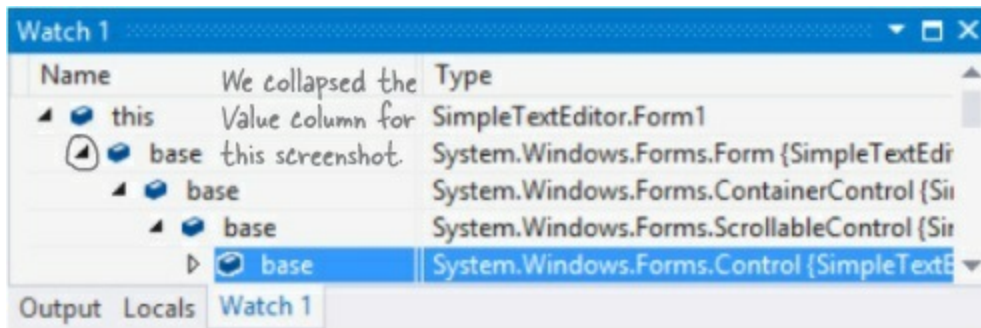 Watch 1
Name We collapsed the Type
this Value column for SimpleTextEditor.Form1
base this screenshot. System.Windows.Forms.Form {SimpleTextEdi
base System.Windows.Forms.ContainerControl {Si
base System.Windows.Forms.ScrollableControl {Si
base System.Windows.Forms.Control {SimpleTextE
Output Locals Watch 1